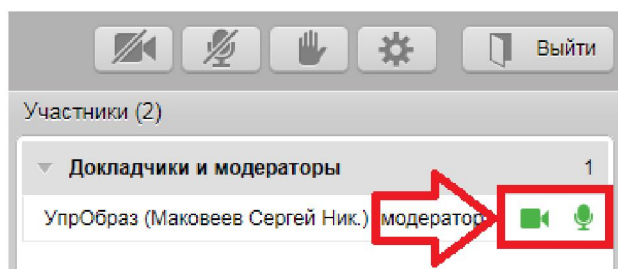 Выйти
Участники (2)
Докладчики и модераторы 1
УпрОбраз (Маковеев Сергей Ник.) модератор